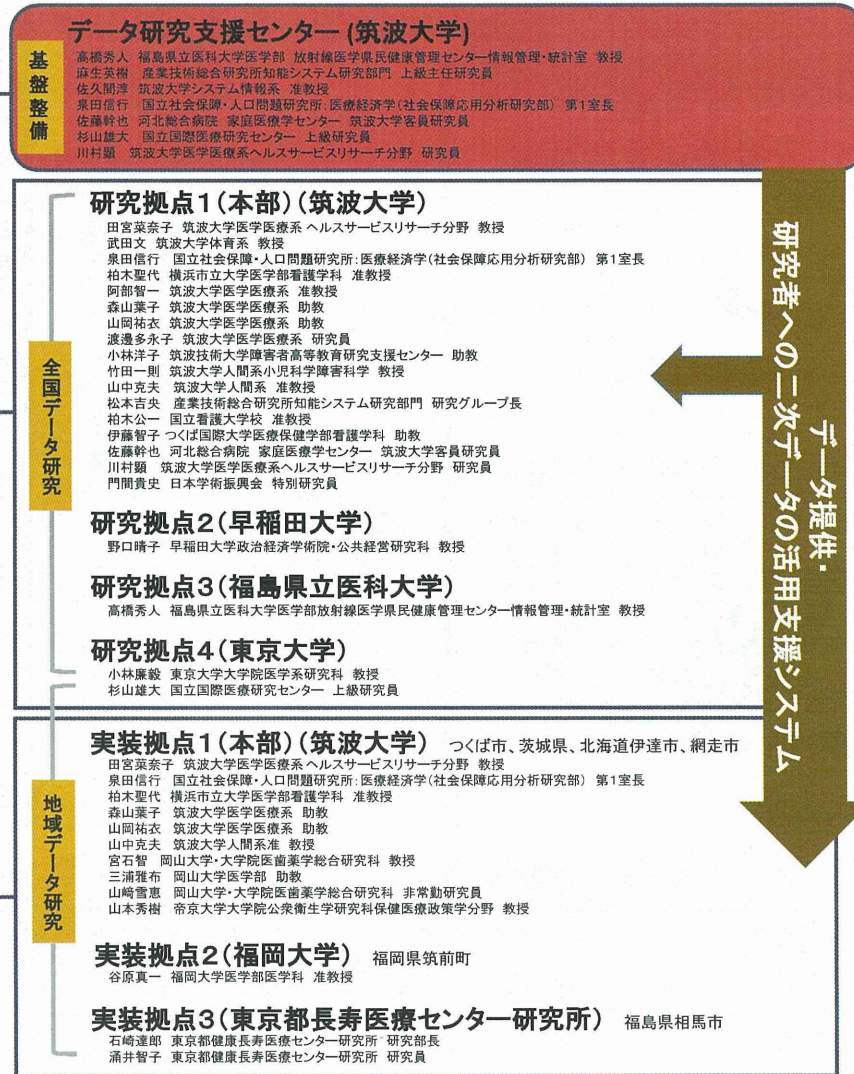 データ研究支援センター (筑波大学)
基盤整備
高橋秀人 福島県立医科大学医学部 放射線医学県民健康管理センター情報管理・統計室 教授
麻生英樹 産業技術総合研究所知能システム研究部門 上級主任研究員
佐久間淳 筑波大学システム情報系 准教授
泉田信行 国立社会保障・人口問題研究所:医療経済学(社会保障応用分析研究部) 第1室長
佐藤幹也 河北総合病院 家庭医療学センター 筑波大学客員研究員
杉山雄大 国立国際医療研究センター 上級研究員
川村顕 筑波大学医学医療系ヘルスサービスリサーチ分野 研究員
データ提供・
研究者への二次データの活用支援システム
全国データ研究
研究拠点1(本部)(筑波大学)
田宮菜奈子 筑波大学医学医療系 ヘルスサービスリサーチ分野 教授
武田文 筑波大学体育系 教授
泉田信行 国立社会保障・人口問題研究所:医療経済学(社会保障応用分析研究部) 第1室長
柏木聖代 横浜市立大学医学部看護学科 准教授
阿部智一 筑波大学医学医療系 准教授
森山葉子 筑波大学医学医療系 助教
山岡祐衣 筑波大学医学医療系 助教
渡邊多永子 筑波大学医学医療系 研究員
小林洋子 筑波技術大学障害者高等教育研究支援センター 助教
竹田一則 筑波大学人間系小児科学障害科学 教授
山中克夫 筑波大学人間系 准教授
松本吉央 産業技術総合研究所知能システム研究部門 研究グループ長
柏木公一 国立看護大学校 准教授
伊藤智子 つくば国際大学医療保健学部看護学科 助教
佐藤幹也 河北総合病院 家庭医療学センター 筑波大学客員研究員
川村顕 筑波大学医学医療系ヘルスサービスリサーチ分野 研究員
門間貴史 日本学術振興会 特別研究員
研究拠点2(早稲田大学)
野口晴子 早稲田大学政治経済学術院・公共経営研究科 教授
研究拠点3(福島県立医科大学)
高橋秀人 福島県立医科大学医学部放射線医学県民健康管理センター情報管理・統計室 教授
研究拠点4(東京大学)
小林廉毅 東京大学大学院医学系研究科 教授
杉山雄大 国立国際医療研究センター 上級研究員
地域データ研究
実装拠点1(本部)(筑波大学) つくば市、茨城県、北海道伊達市、網走市
田宮菜奈子 筑波大学医学医療系 ヘルスサービスリサーチ分野 教授
泉田信行 国立社会保障・人口問題研究所:医療経済学(社会保障応用分析研究部) 第1室長
柏木聖代 横浜市立大学医学部看護学科 准教授
森山葉子 筑波大学医学医療系 助教
山岡祐衣 筑波大学医学医療系 助教
山中克夫 筑波大学人間系准 教授
宮石智 岡山大学・大学院医歯薬学総合研究科 教授
三浦雅布 岡山大学医学部 助教
山﨑雪恵 岡山大学・大学院医歯薬学総合研究科 非常勤研究員
山本秀樹 帝京大学大学院公衆衛生学研究科保健医療政策学分野 教授
実装拠点2(福岡大学) 福岡県筑前町
谷原真一 福岡大学医学部医学科 准教授
実装拠点3(東京都長寿医療センター研究所) 福島県相馬市
石崎達郎 東京都健康長寿医療センター研究所 研究部長
涌井智子 東京都健康長寿医療センター研究所 研究員